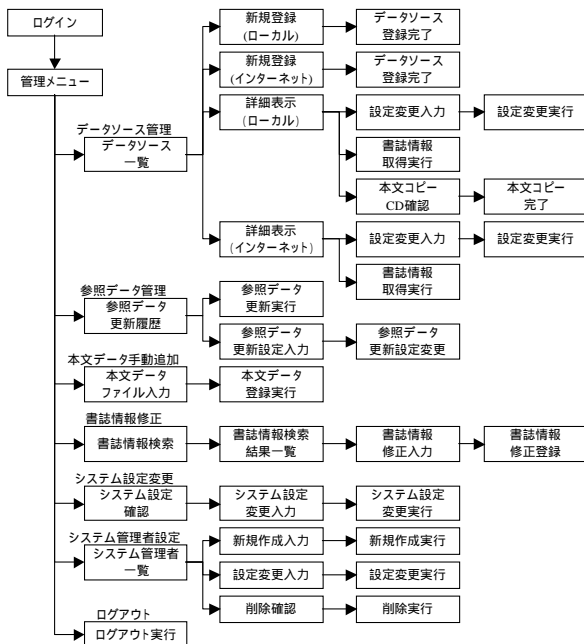 ログイン
管理メニュー
データソース管理
データソース
一覧
新規登録
(ローカル)
データソース
登録完了
新規登録
(インターネット)
データソース
登録完了
詳細表示
(ローカル)
設定変更入力
設定変更実行
書誌情報
取得実行
本文コピー
CD確認
本文コピー
完了
詳細表示
(インターネット)
設定変更入力
設定変更実行
書誌情報
取得実行
参照データ管理
参照データ
更新履歴
参照データ
更新実行
参照データ
更新設定入力
参照データ
更新設定変更
本文データ手動追加
本文データ
ファイル入力
本文データ
登録実行
書誌情報修正
書誌情報検索
書誌情報検索
結果一覧
書誌情報
修正入力
書誌情報
修正登録
システム設定変更
システム設定
確認
システム設定
変更入力
システム設定
変更実行
システム管理者設定
システム管理者
一覧
新規作成入力
新規作成実行
設定変更入力
設定変更実行
削除確認
削除実行
ログアウト
ログアウト実行